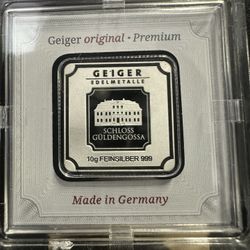 Geiger original · Premium
GEIGER
EDELMETALLE
SCHLOSS
GÜLDENGOSSA
10g FEINSILBER 999
Made in Germany